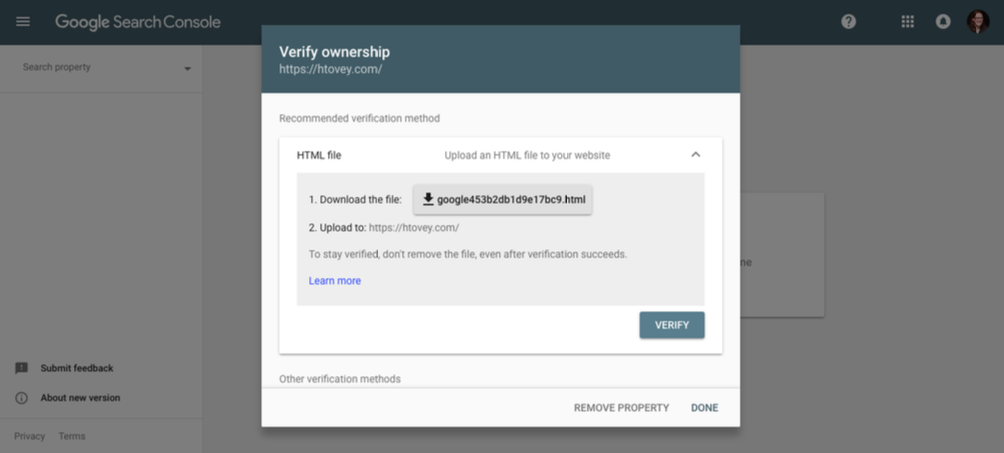 Google Search Console
Search property
Verify ownership
https://htovey.com/
Recommended verification method
HTML file
Upload an HTML file to your website
1. Download the file:
google453b2db1d9e17bc9.html
2. Upload to: https://htovey.com/
To stay verified, don't remove the file, even after verification succeeds.
Learn more
VERIFY
Other verification methods
REMOVE PROPERTY
DONE
ne
Submit feedback
About new version
Privacy
Terms